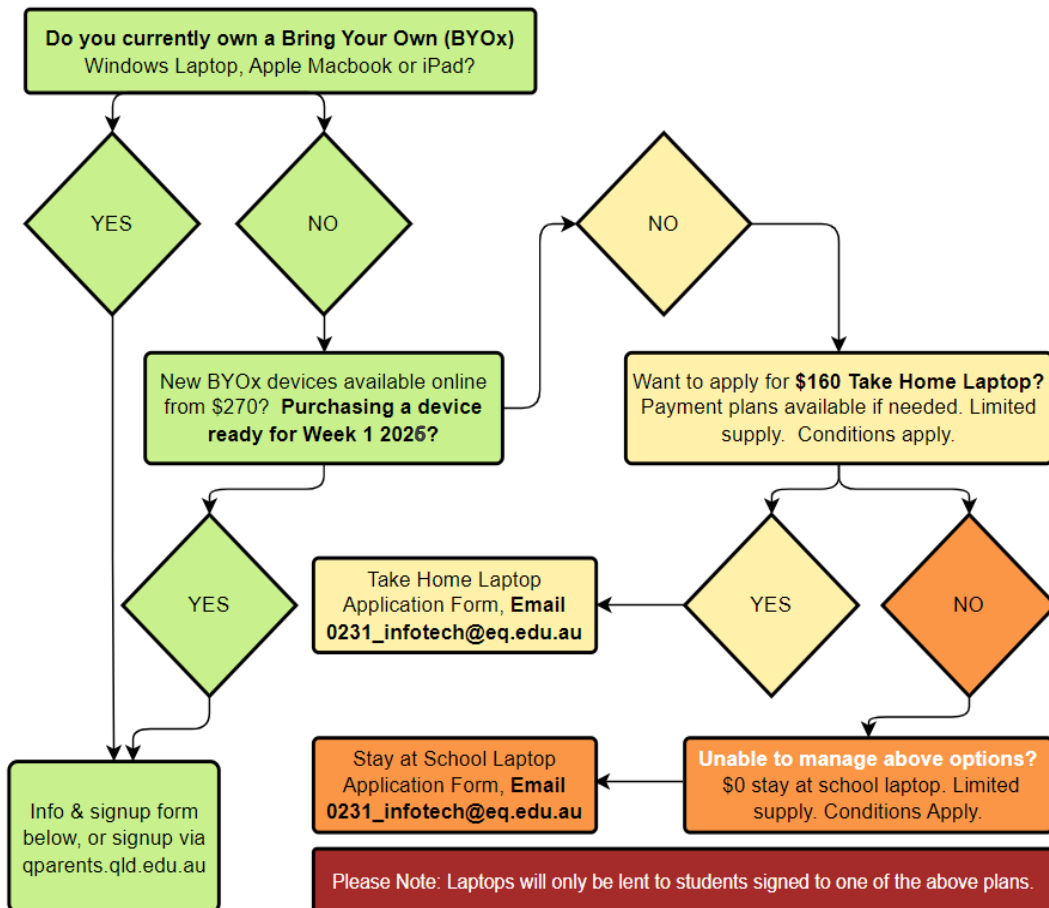 Do you currently own a Bring Your Own (BYOx)
Windows Laptop, Apple Macbook or iPad?
YES
NO
NO
New BYOx devices available online
from $270? Purchasing a device
ready for Week 1 2026?
Want to apply for $160 Take Home Laptop?
Payment plans available if needed. Limited
supply. Conditions apply.
YES
Take Home Laptop
Application Form, Email
0231_infotech@eq.edu.au
YES
NO
Info & signup form
below, or signup via
qparents.qld.edu.au
Stay at School Laptop
Application Form, Email
0231_infotech@eq.edu.au
Unable to manage above options?
$0 stay at school laptop. Limited
supply. Conditions Apply.
Please Note: Laptops will only be lent to students signed to one of the above plans.